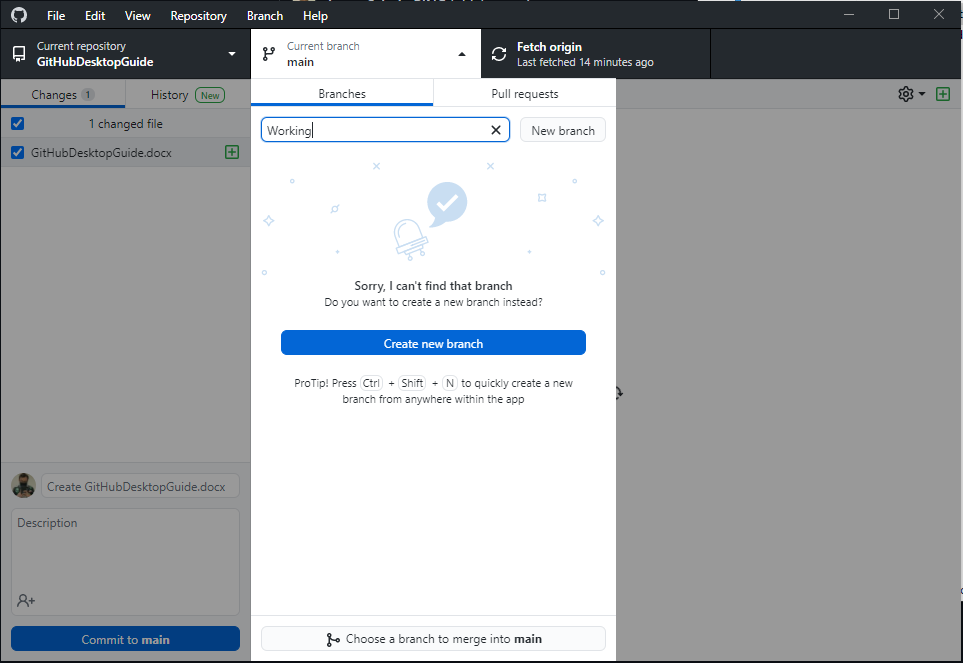 File Edit View Repository Branch Help
Current repository
GitHubDesktopGuide
Current branch
main
Fetch origin
Last fetched 14 minutes ago
Changes 1
History New
Branches
Pull requests
1 changed file
Working
New branch
GitHubDesktopGuide.docx
Sorry, I can't find that branch
Do you want to create a new branch instead?
Create new branch
ProTip! Press Ctrl + Shift + N to quickly create a new
branch from anywhere within the app
Create GitHubDesktopGuide.docx
Description
Commit to main
Choose a branch to merge into main